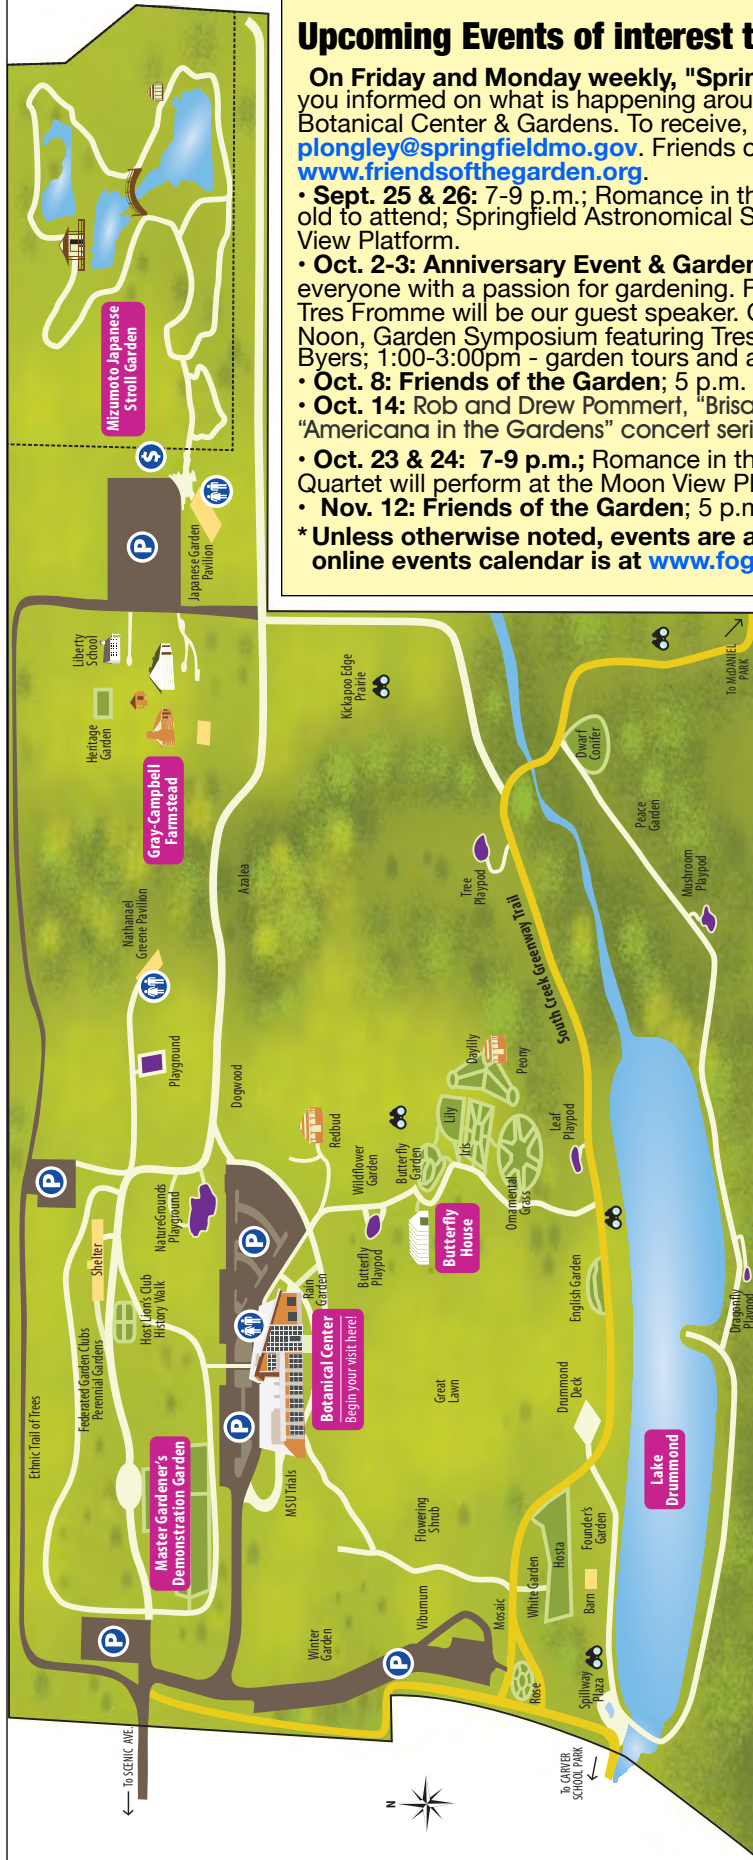 Upcoming Events of interest t
On Friday and Monday weekly, "Sprin
you informed on what is happening arou
Botanical Center & Gardens. To receive,
plongley@springfieldmo.gov. Friends o
www.friendsofthegarden.org.
• Sept. 25 & 26: 7-9 p.m.; Romance in th
old to attend; Springfield Astronomical S
View Platform.
• Oct. 2-3: Anniversary Event & Garden
everyone with a passion for gardening. F
Tres Fromme will be our guest speaker. O
Noon, Garden Symposium featuring Tres
Byers; 1:00-3:00pm - garden tours and a
• Oct. 8: Friends of the Garden; 5 p.m.
• Oct. 14: Rob and Drew Pommert, “Brisa
“Americana in the Gardens” concert seri
• Oct. 23 & 24: 7-9 p.m.; Romance in th
Quartet will perform at the Moon View Pl
• Nov. 12: Friends of the Garden; 5 p.m
* Unless otherwise noted, events are a
online events calendar is at www.fog
Mizumoto Japanese
Stroll Garden
$
P
Japanese Garden
Pavilion
Liberty
School
Heritage
Garden
Gray-Campbell
Farmstead
Kickapoo Edge
Prairie
To McDANIEL
PARK
Dwarf
Conifer
Peace
Garden
Mushroom
Playpod
Tree
Playpod
South Creek Greenway Trail
Azalea
Nathanael
Greene Pavilion
Playground
Dogwood
Redbud
Daylily
Peony
Lily
Iris
Leaf
Playpod
Wildflower
Garden
Butterfly
Garden
Ornamental
Grass
Butterfly
House
Butterfly
Playpod
P
NatureGrounds
Playground
P
Shelter
Host Lion's Club
History Walk
Federated Garden Clubs
Perennial Gardens
Ethnic Trail of Trees
Rain
Garden
Botanical Center
Begin your visit here!
P
MSU Trials
Master Gardener's
Demonstration Garden
Great
Lawn
English Garden
Dragonfly
Playpod
Drummond
Deck
Lake
Drummond
Flowering
Shrub
Founder's
Garden
Hosta
White Garden
Barn
Viburnum
Mosaic
Winter
Garden
P
P
Rose
Spillway
Plaza
To SCENIC AVE.
To CARVER
SCHOOL PARK
N